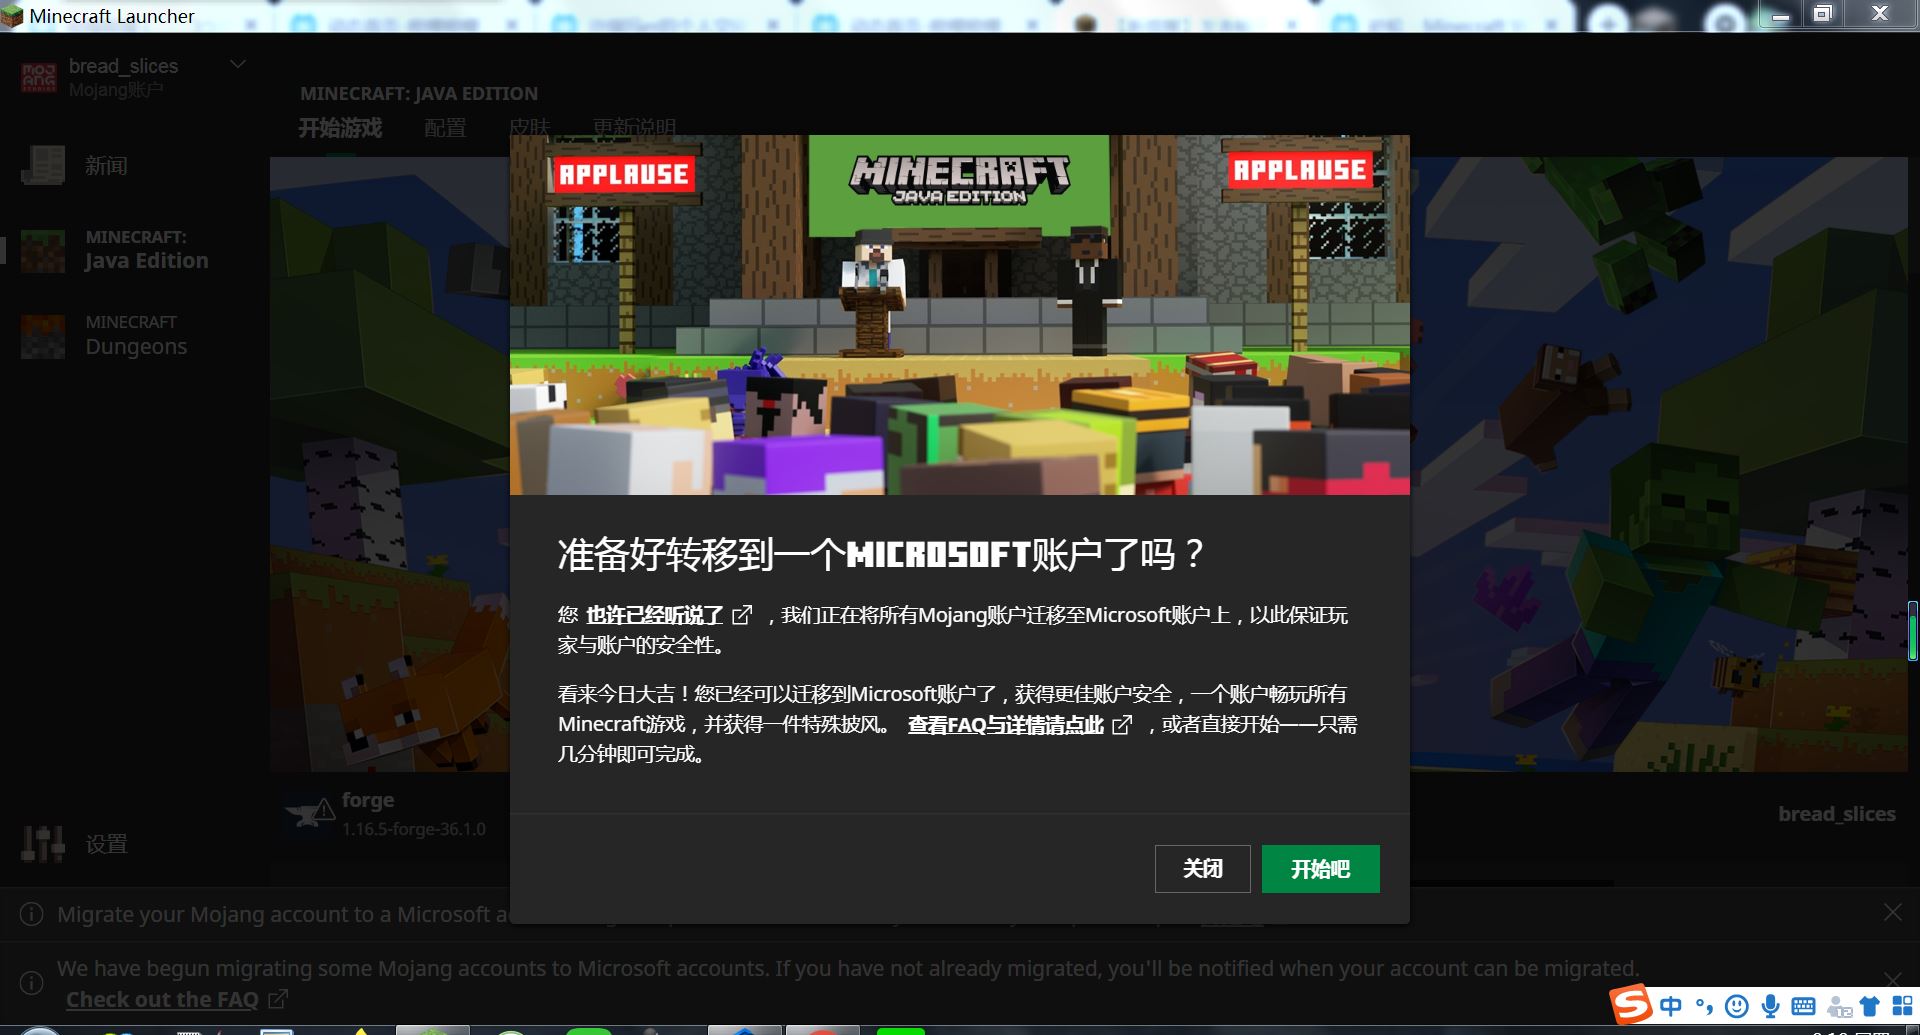 Minecraft Launcher
bread_slices
Mojang账户
MINECRAFT: JAVA EDITION
开始游戏
配置
皮肤
更新说明
新闻
MINECRAFT:
Java Edition
MINECRAFT
Dungeons
APPLAUSE
MINECRAFT
JAVA EDITION
APPLAUSE
准备好转移到一个MICROSOFT账户了吗？
您 也许已经听说了 ，我们正在将所有Mojang账户迁移至Microsoft账户上，以此保证玩
家与账户的安全性。
看来今日大吉！您已经可以迁移到Microsoft账户了，获得更佳账户安全，一个账户畅玩所有
Minecraft游戏，并获得一件特殊披风。 查看FAQ与详情请点此 ，或者直接开始一一只需
几分钟即可完成。
关闭
开始吧
forge
1.16.5-forge-36.1.0
bread_slices
设置
Migrate your Mojang account to a Microsoft
We have begun migrating some Mojang accounts to Microsoft accounts. If you have not already migrated, you'll be notified when your account can be migrated.
Check out the FAQ
中